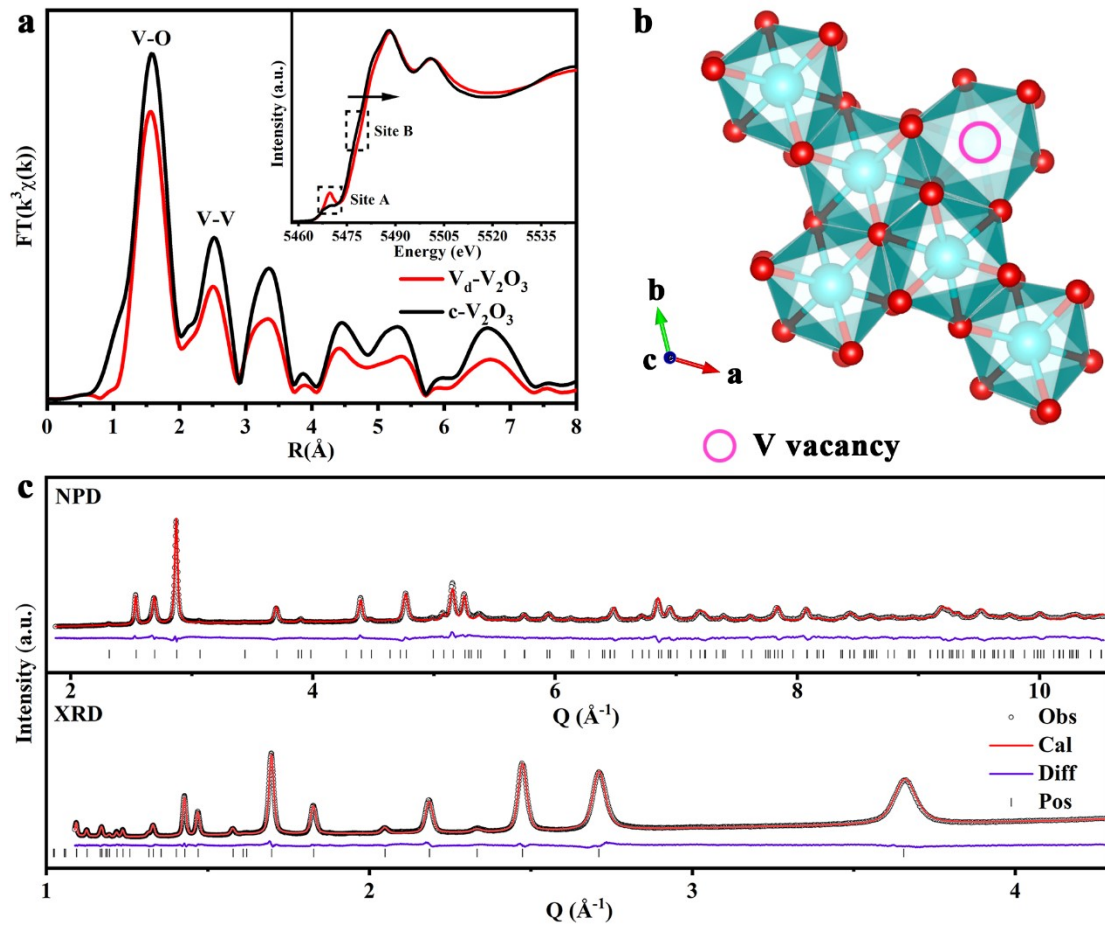 a
V-O
V-V
FT(k³χ(k))
Intensity (a.u.)
Site B
Site A
5460 5475 5490 5505 5520 5535
Energy (eV)
V_d-V₂O₃
c-V₂O₃
0 1 2 3 4 5 6 7 8
R(Å)
b
b
c
a
V vacancy
c
NPD
2 4 6 8 10
Q (Å⁻¹)
XRD
Intensity (a.u.)
Obs
Cal
Diff
Pos
1 2 3 4
Q (Å⁻¹)